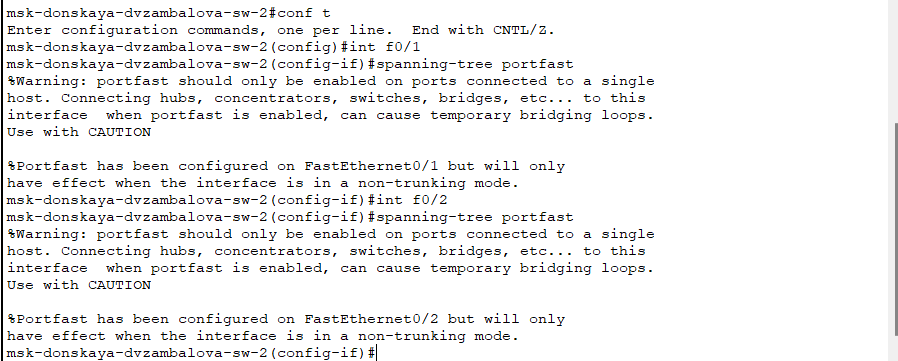 msk-donskaya-dvzambalova-sw-2#conf t
Enter configuration commands, one per line.  End with CNTL/Z.
msk-donskaya-dvzambalova-sw-2(config)#int f0/1
msk-donskaya-dvzambalova-sw-2(config-if)#spanning-tree portfast
%Warning: portfast should only be enabled on ports connected to a single
host. Connecting hubs, concentrators, switches, bridges, etc... to this
interface  when portfast is enabled, can cause temporary bridging loops.
Use with CAUTION

%Portfast has been configured on FastEthernet0/1 but will only
have effect when the interface is in a non-trunking mode.
msk-donskaya-dvzambalova-sw-2(config-if)#int f0/2
msk-donskaya-dvzambalova-sw-2(config-if)#spanning-tree portfast
%Warning: portfast should only be enabled on ports connected to a single
host. Connecting hubs, concentrators, switches, bridges, etc... to this
interface  when portfast is enabled, can cause temporary bridging loops.
Use with CAUTION

%Portfast has been configured on FastEthernet0/2 but will only
have effect when the interface is in a non-trunking mode.
msk-donskaya-dvzambalova-sw-2(config-if)#